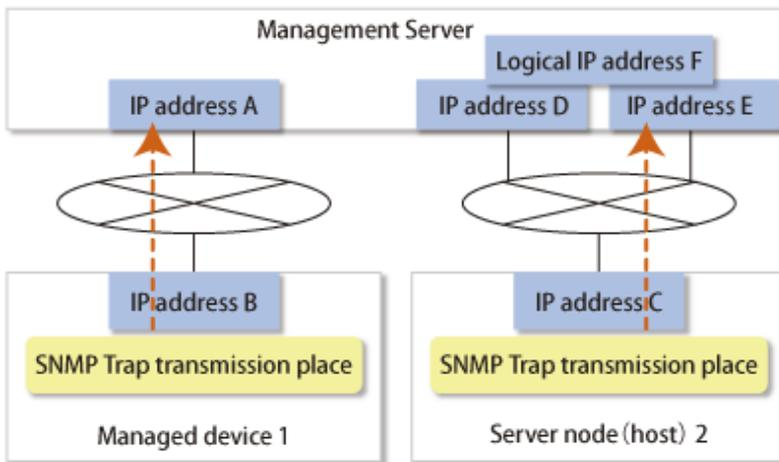 Management Server
Logical IP address F
IP address A
IP address D
IP address E
IP address B
IP address C
SNMP Trap transmission place
SNMP Trap transmission place
Managed device 1
Server node(host) 2